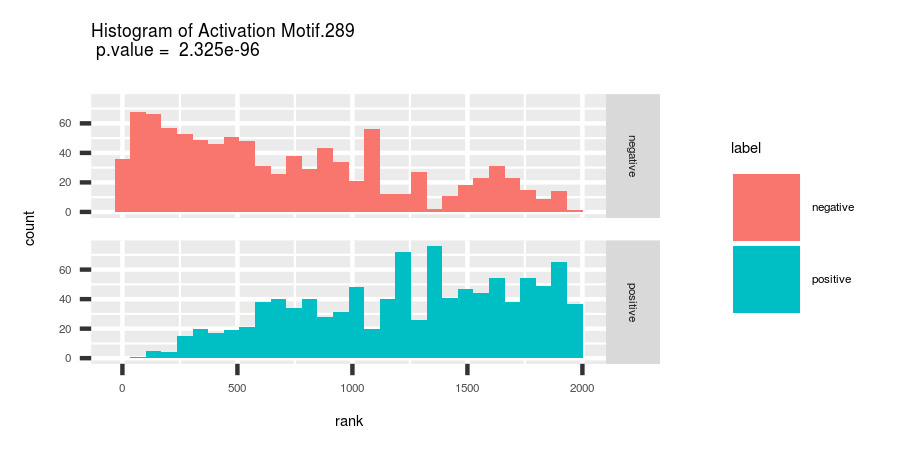 Histogram of Activation Motif.289
p.value = 2.325e-96
60
40
20
0
negative
60
40
20
0
positive
0 500 1000 1500 2000
rank
count
label
negative
positive